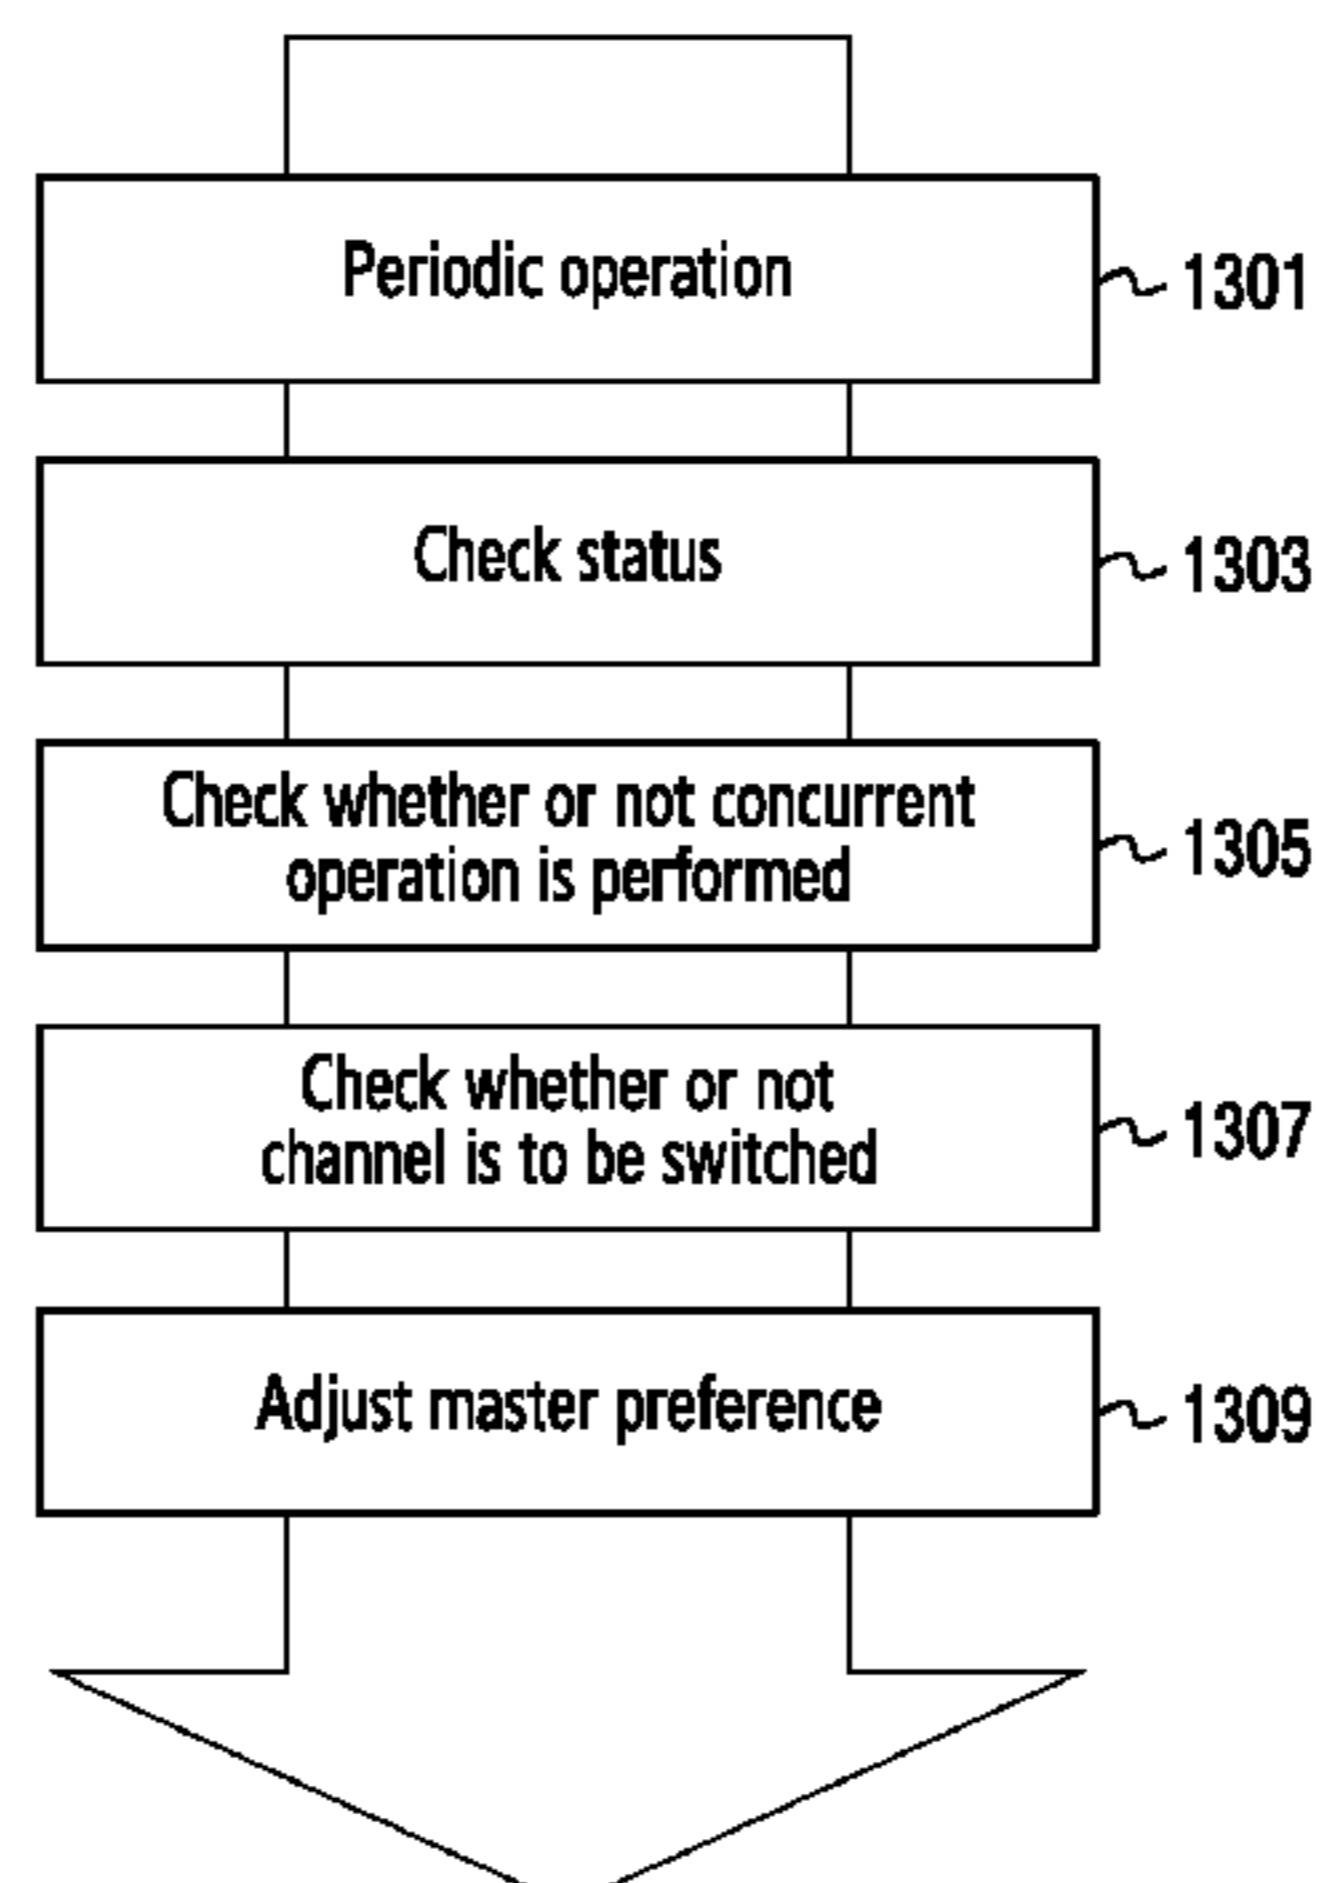 Periodic operation
1301
Check status
1303
Check whether or not concurrent
operation is performed
1305
Check whether or not
channel is to be switched
1307
Adjust master preference
1309